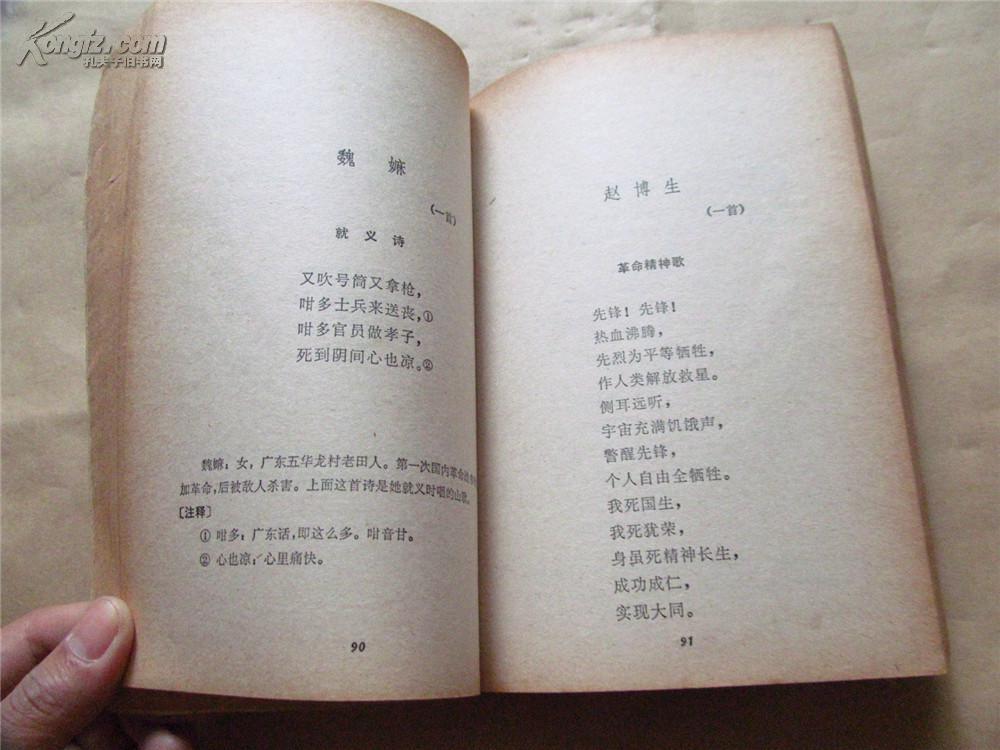 Kongfz.com
孔夫子旧书网
魏 嫲
(一首)
就 义 诗
又吹号筒又拿枪，
咁多士兵来送丧，①
咁多官员做孝子，
死到阴间心也凉。②
魏嫲：女，广东五华龙村老田人。第一次国内革命
加革命，后被敌人杀害。上面这首诗是她就义时唱的山歌。
〔注释〕
① 咁多：广东话，即这么多。咁音甘。
② 心也凉：心里痛快。
90
赵 博 生
(一首)
革命精神歌
先锋！先锋！
热血沸腾，
先烈为平等牺牲，
作人类解放救星。
侧耳远听，
宇宙充满饥饿声，
警醒先锋，
个人自由全牺牲。
我死国生，
我死犹荣，
身虽死精神长生，
成功成仁，
实现大同。
91